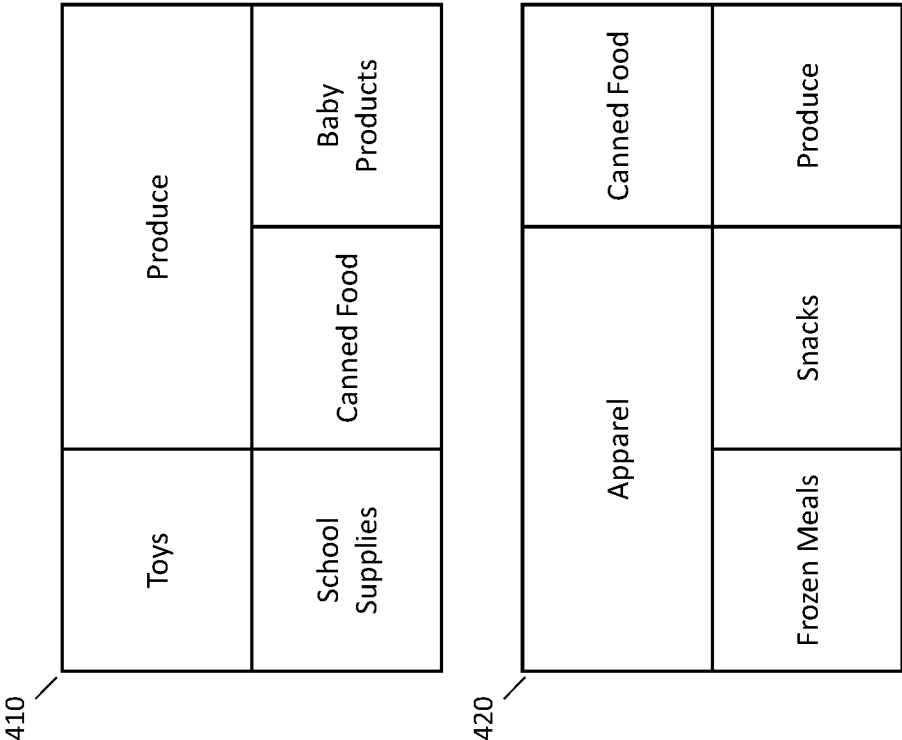 410
Toys
Produce
School
Supplies
Canned Food
Baby
Products
420
Apparel
Canned Food
Frozen Meals
Snacks
Produce